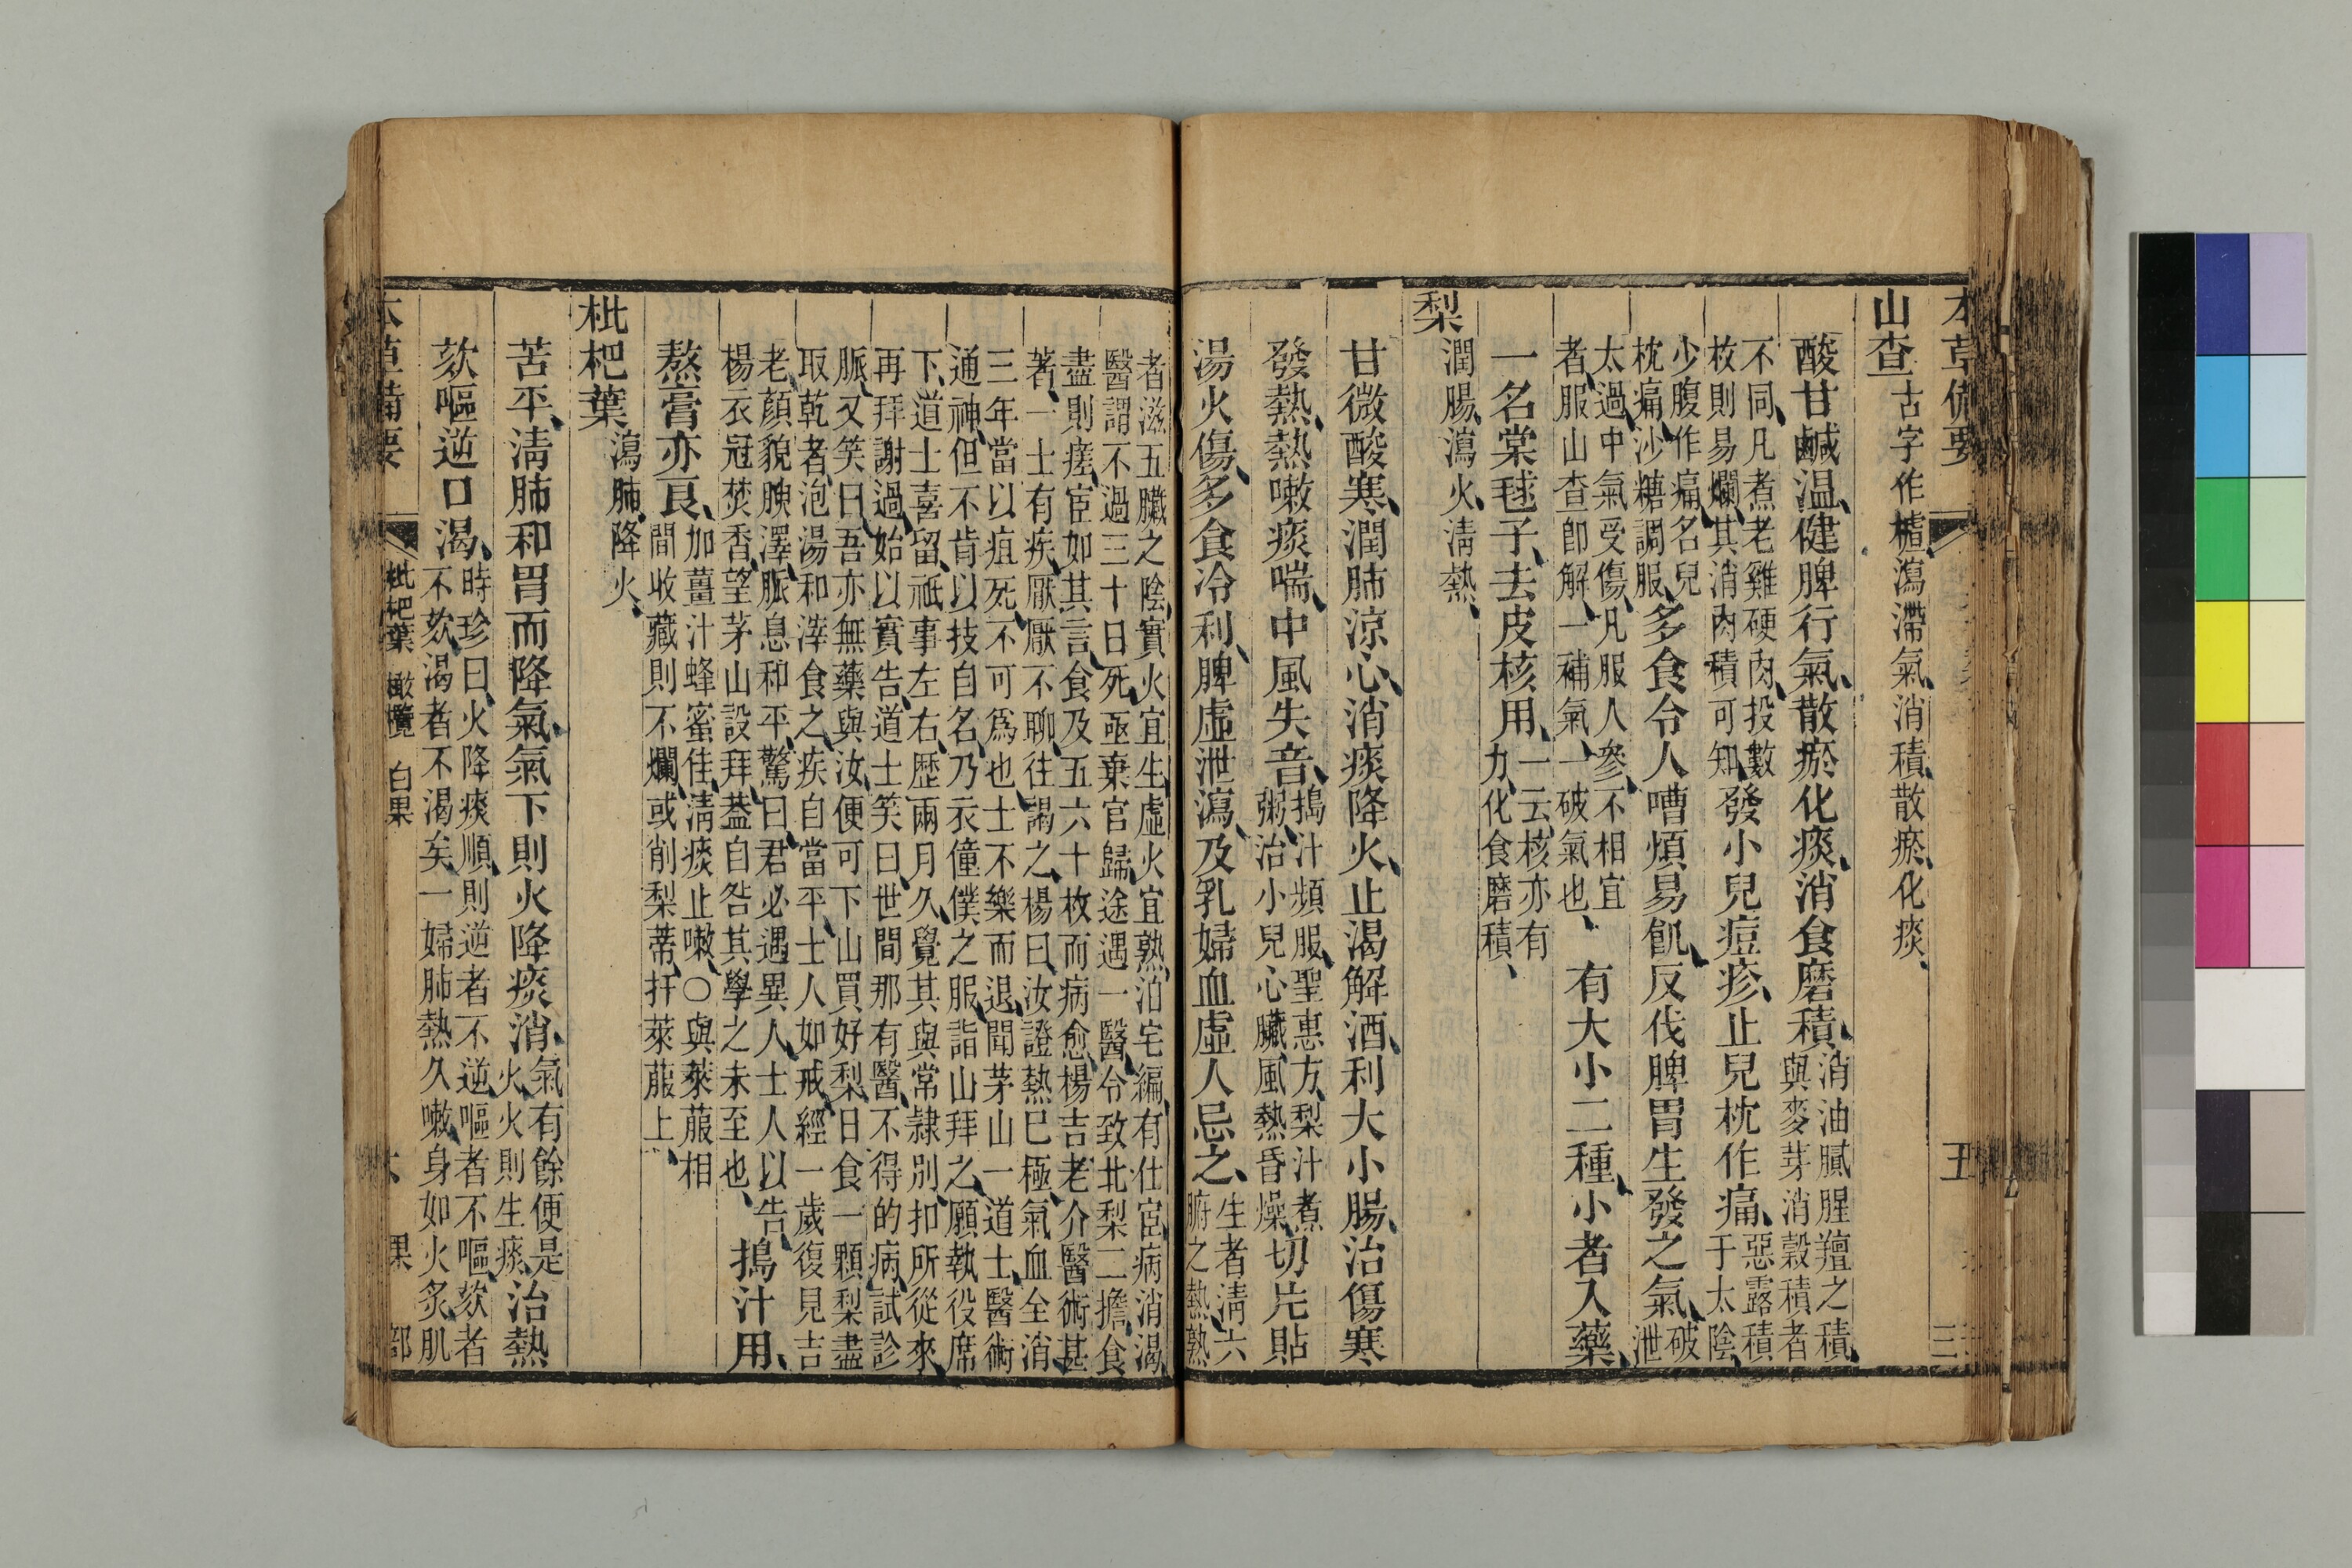 本草備要
山查 古字作樝瀉滯氣消積散瘀化痰、
酸甘鹹温、健脾行氣、散瘀化痰、消食磨積、消油膩腥羶之積、
與麥芽消穀積者
不同、凡煮老雞硬肉、投數
枚則易爛、其消肉積可知、發小兒痘疹、止兒枕作痛、惡露積
于太陰、
少腹作痛、名兒
枕痛、沙糖調服、多食令人嘈煩易飢、反伐脾胃生發之氣、破
泄
太過、中氣受傷、凡服人參不相宜
者、服山查卽解、一補氣、一破氣也、有大小二種、小者入藥、
一名棠毬子、去皮核用、一云核亦有
力、化食磨積、
梨 潤腸、瀉火、淸熱、
甘微酸寒、潤肺涼心、消痰降火、止渴解酒、利大小腸、治傷寒
發熱、熱嗽痰喘、中風失音、搗汁頻服、聖惠方、梨汁煮
粥、治小兒心臟風熱昏燥、切片貼
湯火傷、多食冷利、脾虛泄瀉、及乳婦血虛人忌之、生者淸六
腑之熱、熟
者滋五臟之陰、實火宜生、虛火宜熟、泊宅編、有仕宦病消渴、
醫謂不過三十日死、亟棄官歸、途遇一醫、令致北梨二擔、食
盡則瘥、宦如其言、食及五六十枚而病愈、楊吉老介醫術甚
著、一士有疾、厭厭不聊、往謁之、楊曰、汝證熱已極、氣血全消、
三年當以疽死、不可爲也、士不樂而退、聞茅山一道士、醫術
通神、但不肯以技自名、乃衣僮僕之服、詣山拜之、願執役席
下、道士喜留、祇事左右、歷兩月久、覺其與常隷別、扣所從來、
再拜謝過、始以實告、道士笑曰、世間那有醫不得的病、試診
脈、又笑曰、吾亦無藥與汝、便可下山買好梨、日食一顆、梨盡
取乾者、泡湯和滓食之、疾自當平、士人如戒、經一歲復見吉
老、顏貌腴澤、脈息和平、驚曰、君必遇異人、士人以告、
楊衣冠焚香、望茅山設拜、葢自咎其學之未至也、搗汁用、
熬膏亦良、加薑汁蜂蜜佳、淸痰止嗽、○與萊菔相
間收藏則不爛、或削梨蒂、扦萊菔上、
枇杷葉 瀉肺、降火、
苦平、淸肺和胃而降氣、氣下則火降痰消、氣有餘便是
火、火則生痰、治熱
欬嘔逆口渴、時珍曰、火降痰順、則逆者不逆、嘔者不嘔、欬者
不欬、渴者不渴矣、一婦肺熱久嗽、身如火炙、肌
枇杷葉 橄欖 白果
果部